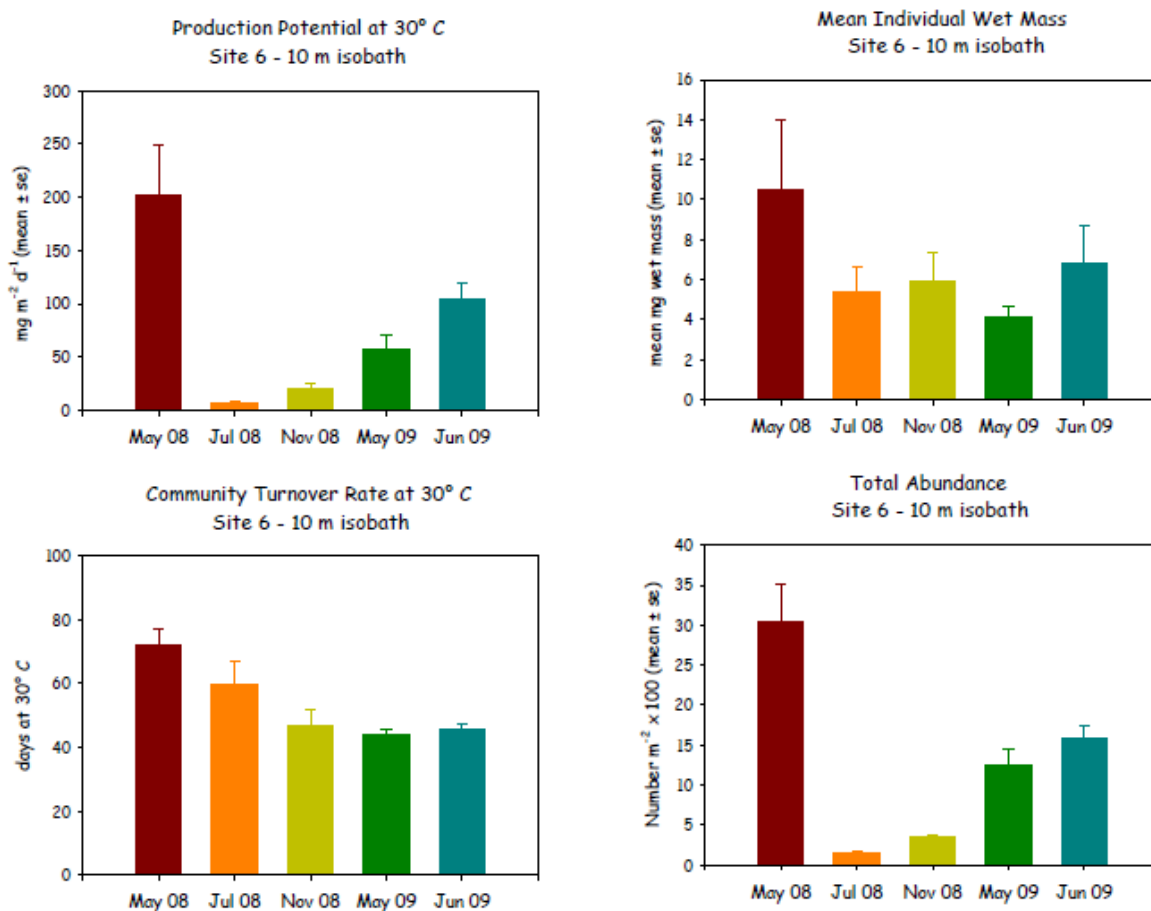 Production Potential at 30° C
Site 6 - 10 m isobath
mg m⁻² d⁻¹ (mean ± se)
300
250
200
150
100
50
0
May 08 Jul 08 Nov 08 May 09 Jun 09
Mean Individual Wet Mass
Site 6 - 10 m isobath
mean mg wet mass (mean ± se)
16
14
12
10
8
6
4
2
0
May 08 Jul 08 Nov 08 May 09 Jun 09
Community Turnover Rate at 30° C
Site 6 - 10 m isobath
days at 30° C
100
80
60
40
20
0
May 08 Jul 08 Nov 08 May 09 Jun 09
Total Abundance
Site 6 - 10 m isobath
Number m⁻² x 100 (mean ± se)
40
35
30
25
20
15
10
5
0
May 08 Jul 08 Nov 08 May 09 Jun 09